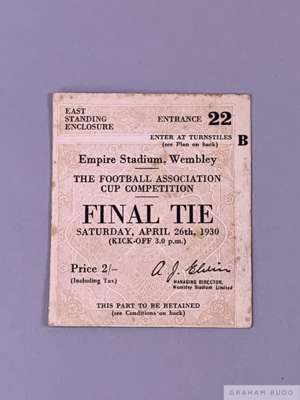 EAST
STANDING
ENCLOSURE
ENTRANCE 22
ENTER AT TURNSTILES
(see Plan on back)
B
Empire Stadium, Wembley
THE FOOTBALL ASSOCIATION
CUP COMPETITION
FINAL TIE
SATURDAY, APRIL 26th, 1930
(KICK-OFF 3.0 p.m.)
Price 2/-
(Including Tax)
A. J. Elvin
MANAGING DIRECTOR,
Wembley Stadium Limited
THIS PART TO BE RETAINED
(see Conditions on back)
GRAHAM BUDD